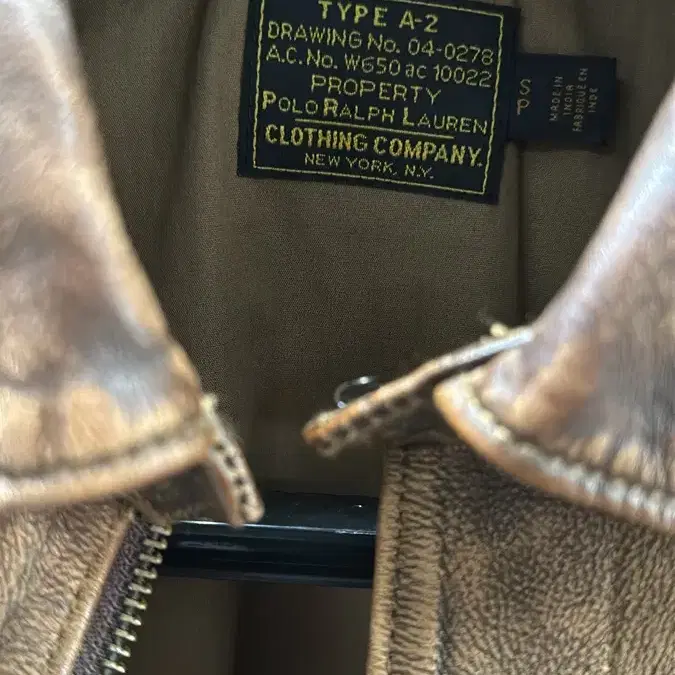 TYPE A-2
DRAWING No. 04-0278
A.C. No. W650 ac 10022
PROPERTY
POLO RALPH LAUREN
CLOTHING COMPANY.
NEW YORK, N.Y.
S
P
MADE IN
INDIA
FABRIQUE EN
INDE